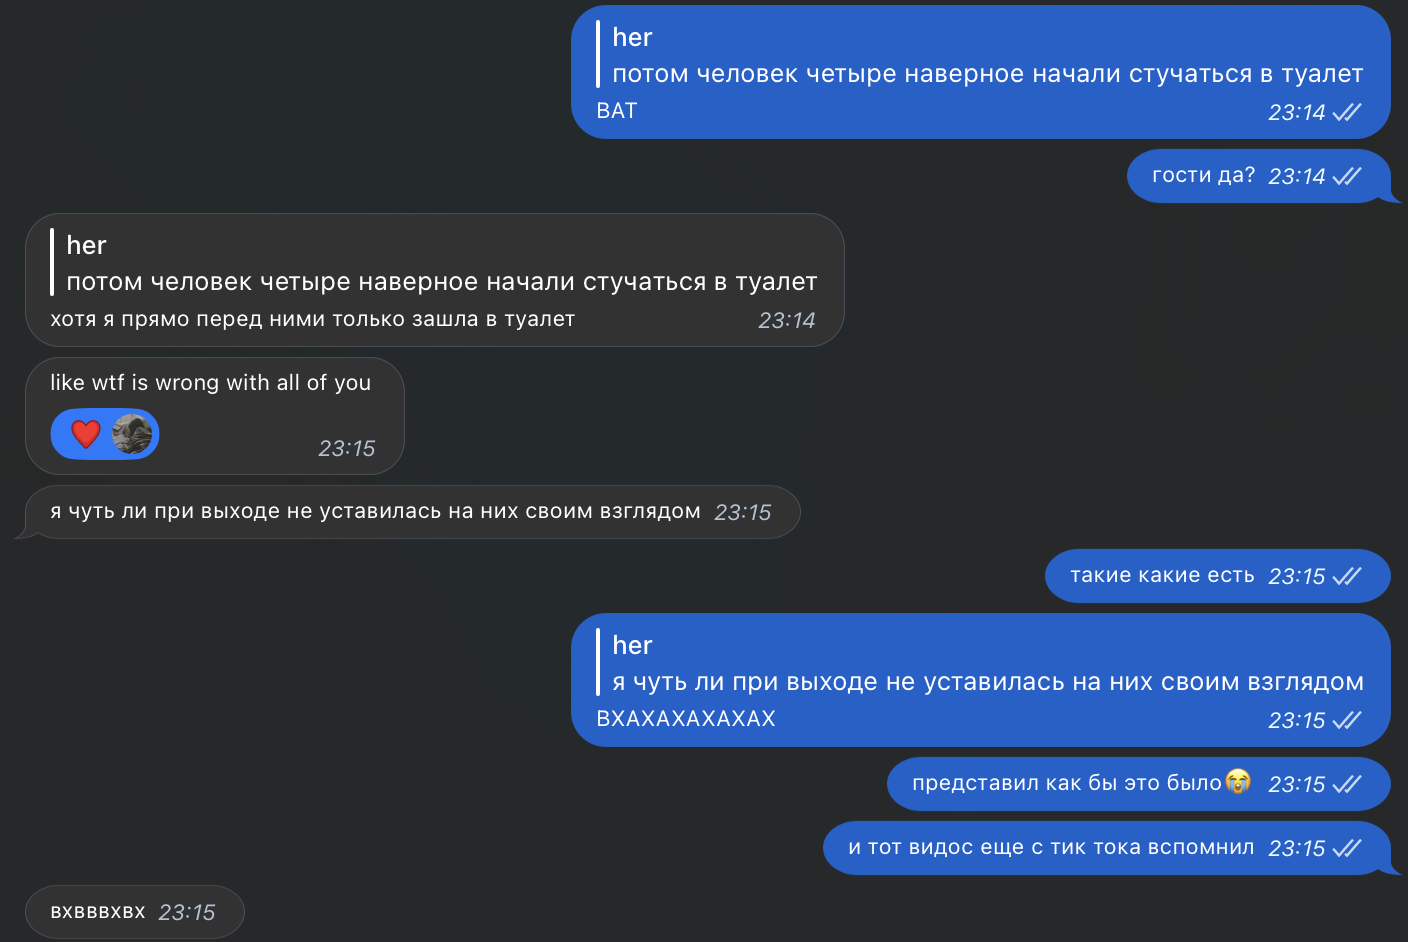 her
потом человек четыре наверное начали стучаться в туалет
ВАТ
23:14
гости да? 23:14
her
потом человек четыре наверное начали стучаться в туалет
хотя я прямо перед ними только зашла в туалет
23:14
like wtf is wrong with all of you
❤️
23:15
я чуть ли при выходе не уставилась на них своим взглядом 23:15
такие какие есть 23:15
her
я чуть ли при выходе не уставилась на них своим взглядом
ВХАХАХАХАХАХ
23:15
представил как бы это было😭 23:15
и тот видос еще с тик тока вспомнил 23:15
вхвввхвх 23:15